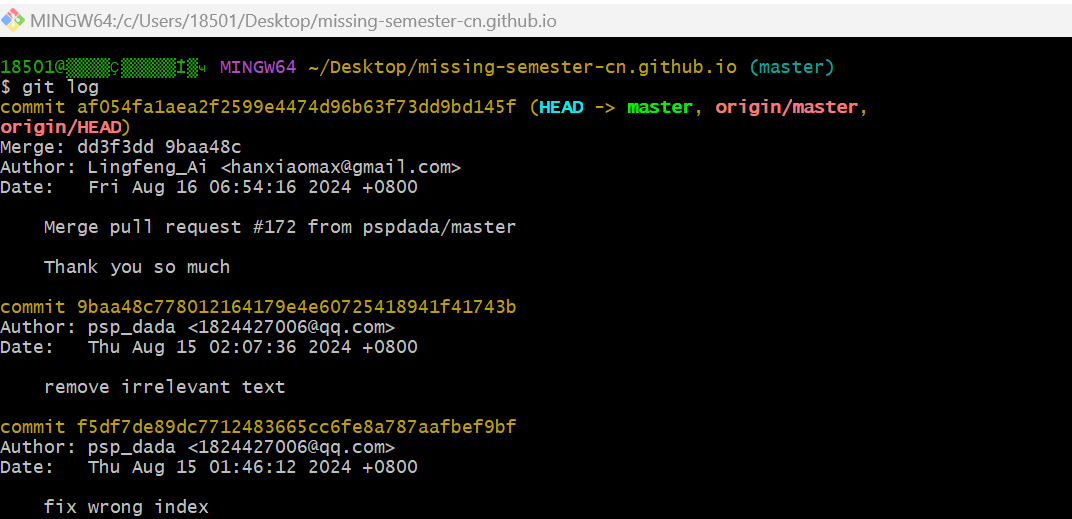 MINGW64:/c/Users/18501/Desktop/missing-semester-cn.github.io
18501@ MINGW64 ~/Desktop/missing-semester-cn.github.io (master)
$ git log
commit af054fa1aea2f2599e4474d96b63f73dd9bd145f (HEAD -> master, origin/master,
origin/HEAD)
Merge: dd3f3dd 9baa48c
Author: Lingfeng_Ai <hanxiaomax@gmail.com>
Date:   Fri Aug 16 06:54:16 2024 +0800
Merge pull request #172 from pspdada/master
Thank you so much
commit 9baa48c778012164179e4e60725418941f41743b
Author: psp_dada <1824427006@qq.com>
Date:   Thu Aug 15 02:07:36 2024 +0800
remove irrelevant text
commit f5df7de89dc7712483665cc6fe8a787aafbef9bf
Author: psp_dada <1824427006@qq.com>
Date:   Thu Aug 15 01:46:12 2024 +0800
fix wrong index